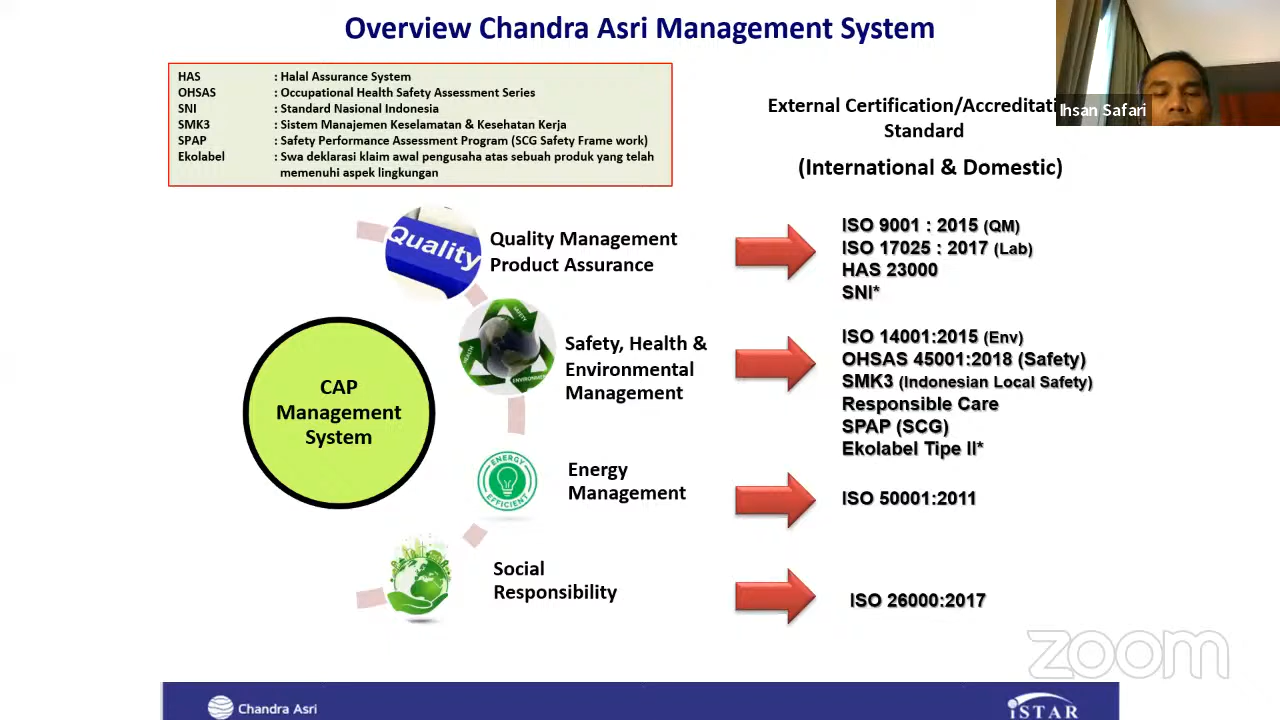 Overview Chandra Asri Management System
HAS : Halal Assurance System
OHSAS : Occupational Health Safety Assessment Series
SNI : Standard Nasional Indonesia
SMK3 : Sistem Manajemen Keselamatan & Kesehatan Kerja
SPAP : Safety Performance Assessment Program (SCG Safety Frame work)
Ekolabel : Swa deklarasi klaim awal pengusaha atas sebuah produk yang telah
memenuhi aspek lingkungan
External Certification/Accreditati
Standard
(International & Domestic)
Ihsan Safari
Quality
Quality Management
Product Assurance
ISO 9001 : 2015 (QM)
ISO 17025 : 2017 (Lab)
HAS 23000
SNI*
SAFETY
HEALTH
ENVIRONMENT
Safety, Health &
Environmental
Management
ISO 14001:2015 (Env)
OHSAS 45001:2018 (Safety)
SMK3 (Indonesian Local Safety)
Responsible Care
SPAP (SCG)
Ekolabel Tipe II*
CAP
Management
System
ENERGY
EFFICIENT
Energy
Management
ISO 50001:2011
Social
Responsibility
ISO 26000:2017
zoom
Chandra Asri
iSTAR